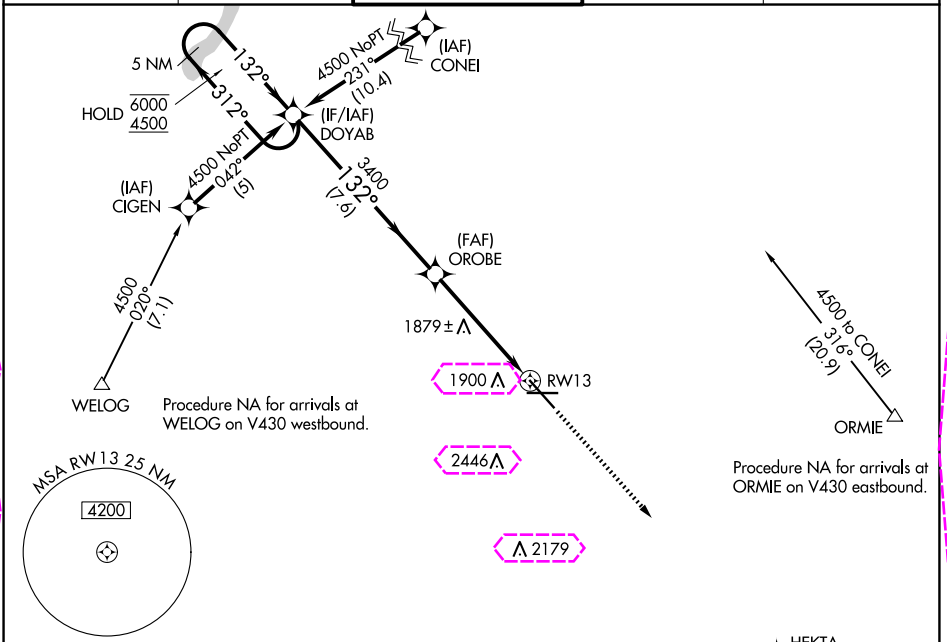 5 NM
132°
312°
HOLD 6000
4500
4500 NoPT
231°
(10.4)
(IAF)
CONEI
(IF/IAF)
DOYAB
4500 NoPT
042°
(5)
(IAF)
CIGEN
3400
132°
(7.6)
(FAF)
OROBE
4500
020°
(7.1)
1879±
1900
RW13
4500 to CONEI
316°
(20.9)
WELOG
Procedure NA for arrivals at
WELOG on V430 westbound.
ORMIE
2446
Procedure NA for arrivals at
ORMIE on V430 eastbound.
MSA RW13 25 NM
4200
2179
HEKTA